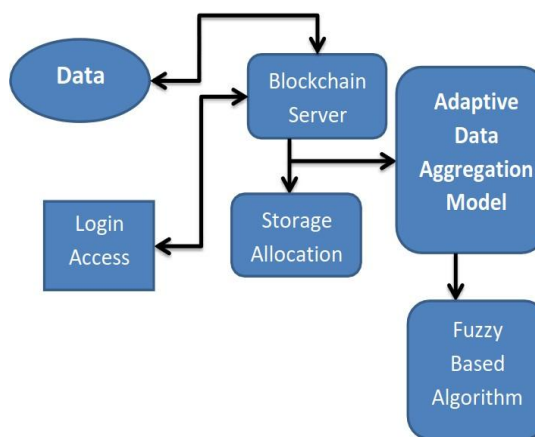 Data
Blockchain
Server
Adaptive
Data
Aggregation
Model
Login
Access
Storage
Allocation
Fuzzy
Based
Algorithm